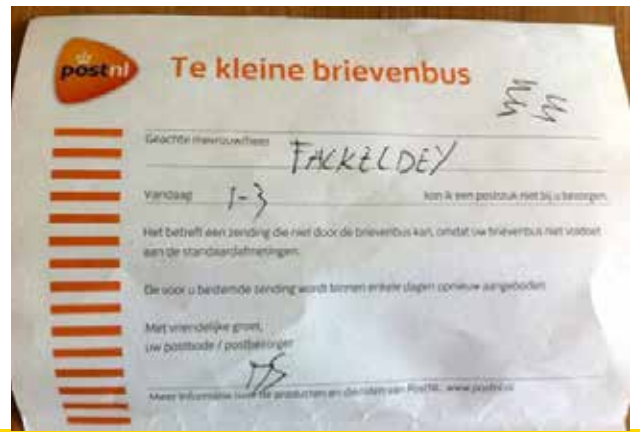 postnl
Te kleine brievenbus
Geachte mevrouw/heer
FACKELDEY
Vandaag 1-3 kon ik een poststuk niet bij u bezorgen.
Het betreft een zending die niet door de brievenbus kan, omdat uw brievenbus niet voldoet
aan de standaardafmetingen.
De voor u bestemde zending wordt binnen enkele dagen opnieuw aangeboden
Met vriendelijke groet,
uw postbode / postbezorger
Meer informatie over de producten en diensten van PostNL: www.postnl.nl